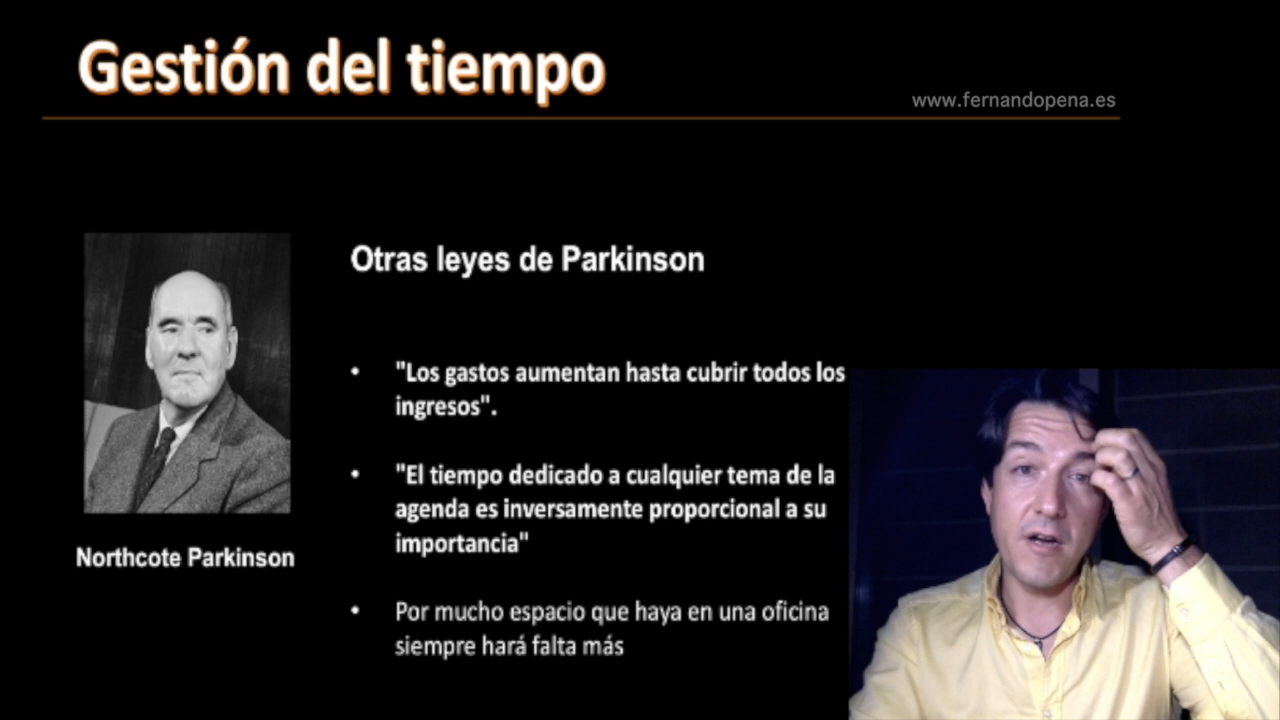 Gestión del tiempo
www.fernandopena.es
Otras leyes de Parkinson
• "Los gastos aumentan hasta cubrir todos los
ingresos".
• "El tiempo dedicado a cualquier tema de la
agenda es inversamente proporcional a su
importancia"
Northcote Parkinson
• Por mucho espacio que haya en una oficina
siempre hará falta más